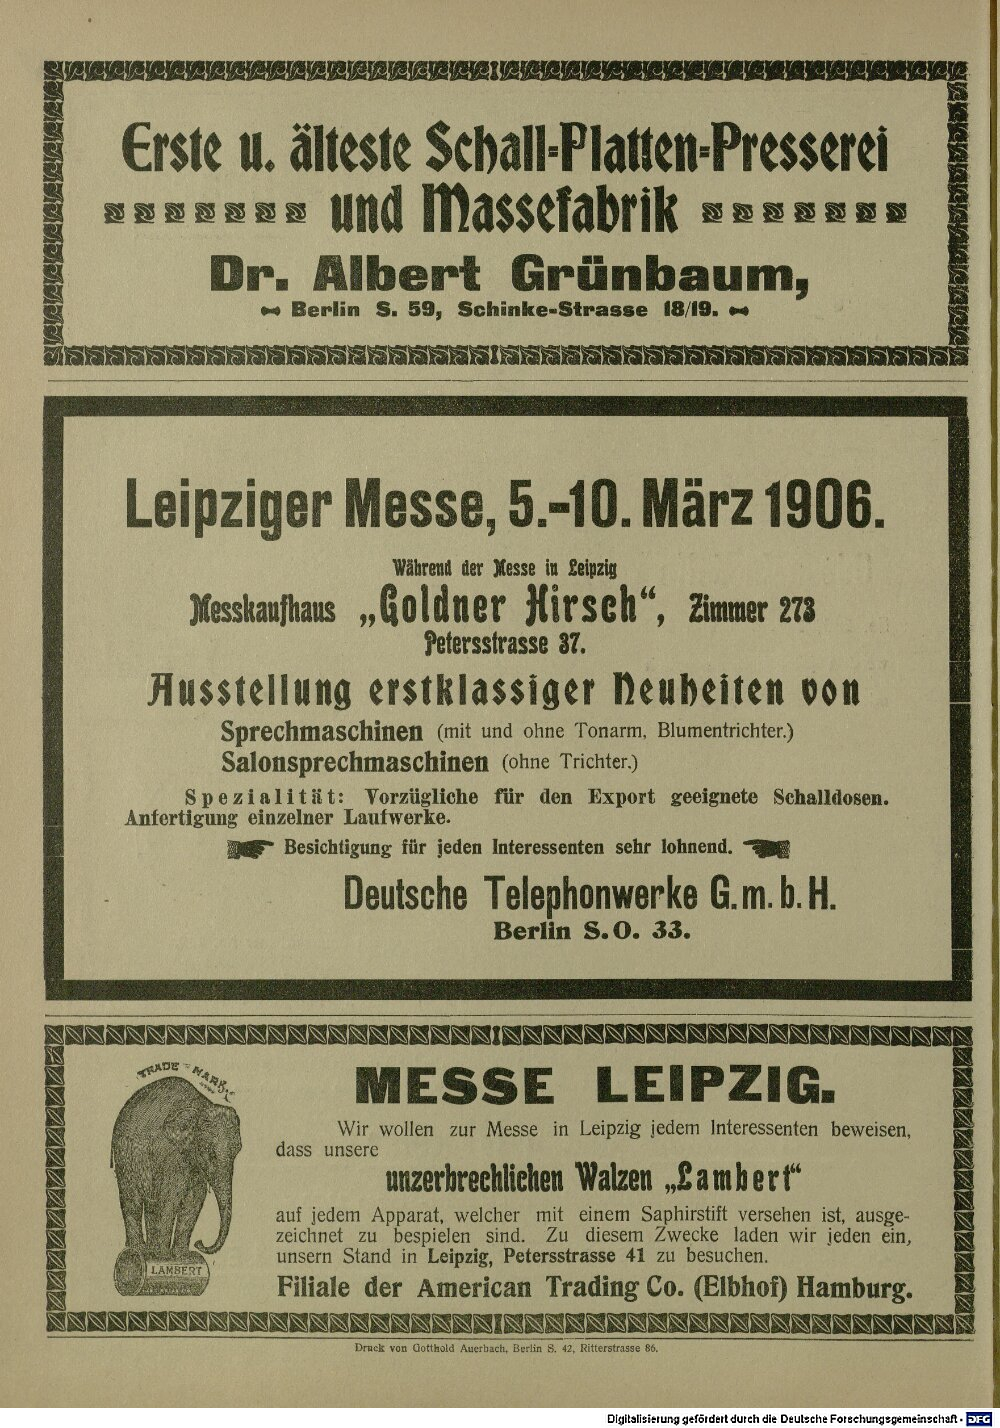 Erste u. älteste Schall-Platten-Presserei
und Massefabrik
Dr. Albert Grünbaum,
Berlin S. 59, Schinke-Strasse 18/19.
Leipziger Messe, 5.-10. März 1906.
Während der Messe in Leipzig
Messkaufhaus „Goldner Hirsch“, Zimmer 273
Petersstrasse 37.
Ausstellung erstklassiger Neuheiten von
Sprechmaschinen (mit und ohne Tonarm, Blumentrichter.)
Salonsprechmaschinen (ohne Trichter.)
Spezialität: Vorzügliche für den Export geeignete Schalldosen.
Anfertigung einzelner Laufwerke.
Besichtigung für jeden Interessenten sehr lohnend.
Deutsche Telephonwerke G.m.b.H.
Berlin S.O. 33.
TRADE-MARK
LAMBERT
MESSE LEIPZIG.
Wir wollen zur Messe in Leipzig jedem Interessenten beweisen,
dass unsere
unzerbrechlichen Walzen „Lambert“
auf jedem Apparat, welcher mit einem Saphirstift versehen ist, ausge-
zeichnet zu bespielen sind. Zu diesem Zwecke laden wir jeden ein,
unsern Stand in Leipzig, Petersstrasse 41 zu besuchen.
Filiale der American Trading Co. (Elbhof) Hamburg.
Druck von Gotthold Auerbach, Berlin S. 42, Ritterstrasse 86.
Digitalisierung gefördert durch die Deutsche Forschungsgemeinschaft - DFG